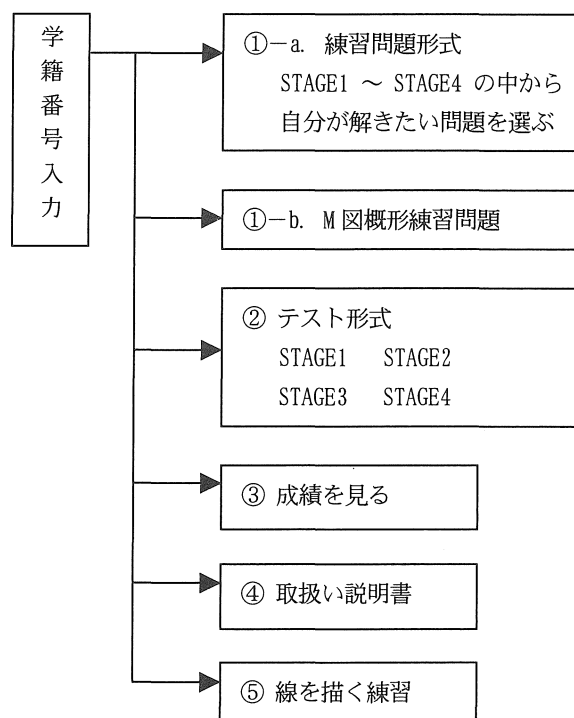 学籍番号入力
①－a. 練習問題形式
STAGE1 ～ STAGE4 の中から
自分が解きたい問題を選ぶ
①－b. M図概形練習問題
② テスト形式
STAGE1 STAGE2
STAGE3 STAGE4
③ 成績を見る
④ 取扱い説明書
⑤ 線を描く練習